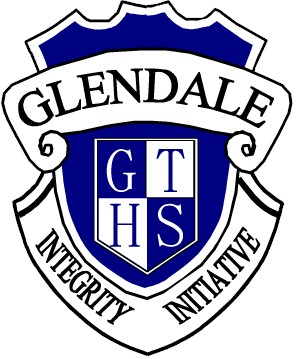 GLENDALE
G T
H S
INTEGRITY INITIATIVE